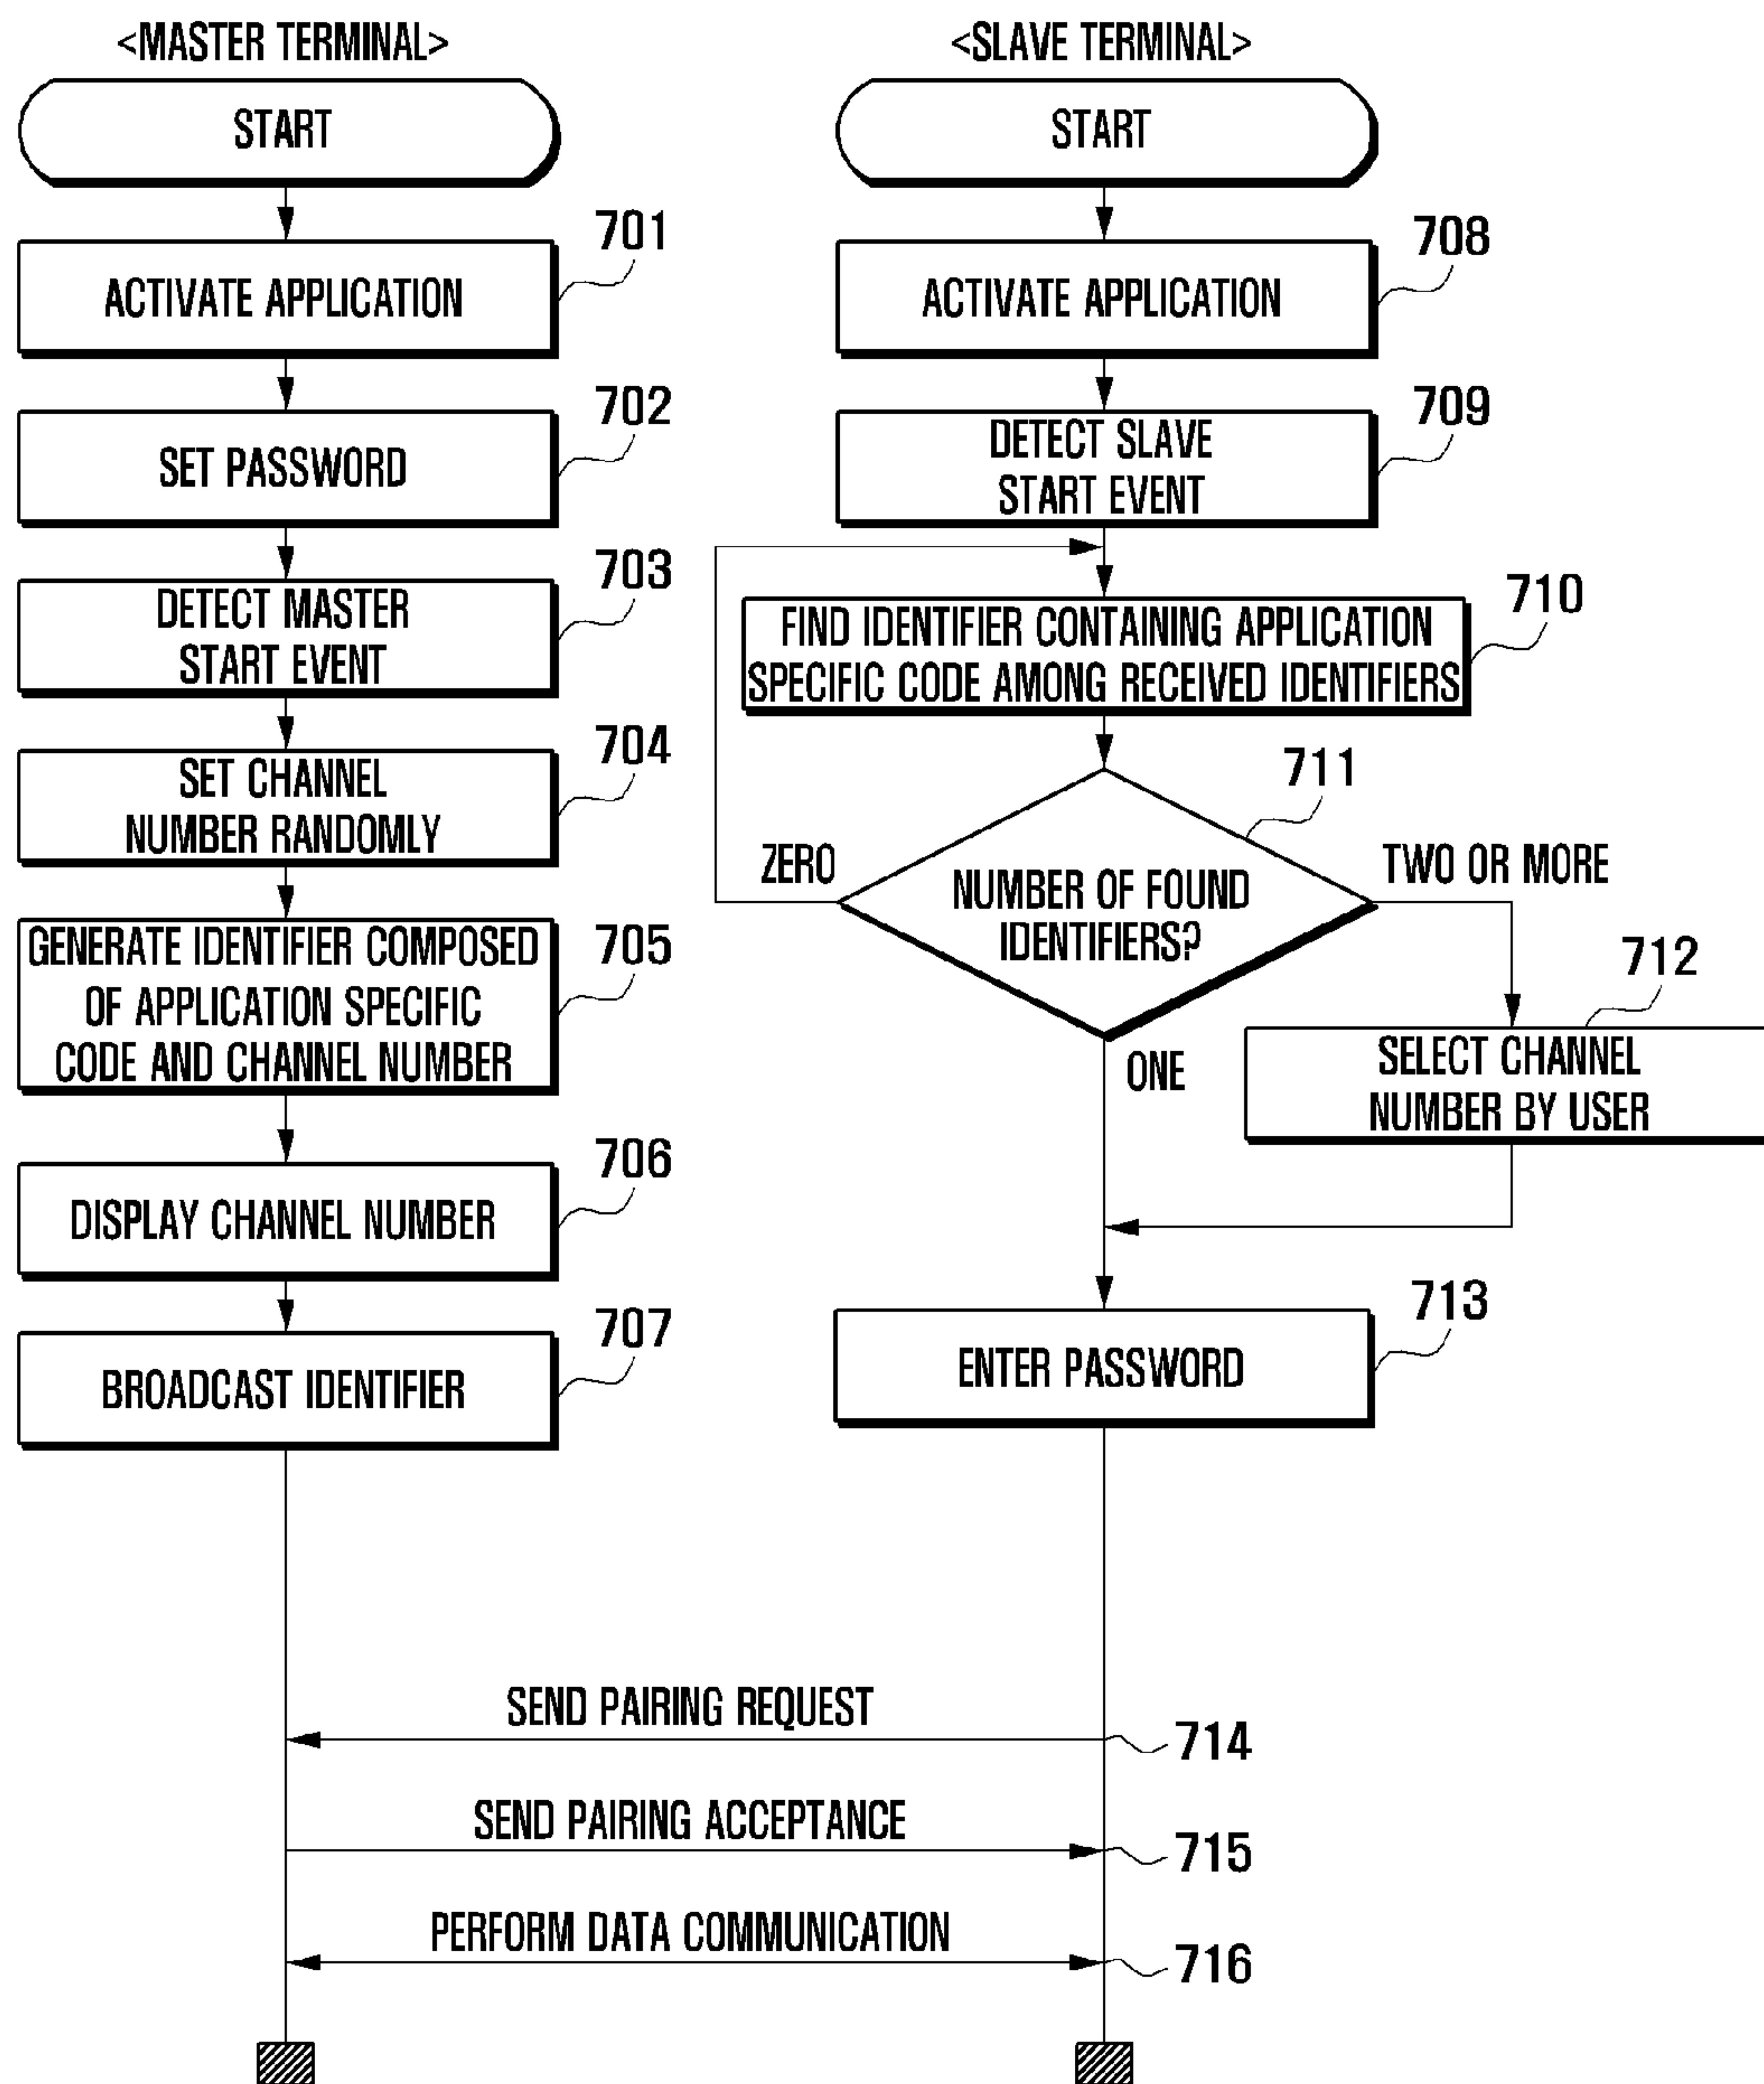 <MASTER TERMINAL>
START
701
ACTIVATE APPLICATION
702
SET PASSWORD
703
DETECT MASTER
START EVENT
704
SET CHANNEL
NUMBER RANDOMLY
705
GENERATE IDENTIFIER COMPOSED
OF APPLICATION SPECIFIC
CODE AND CHANNEL NUMBER
706
DISPLAY CHANNEL NUMBER
707
BROADCAST IDENTIFIER
<SLAVE TERMINAL>
START
708
ACTIVATE APPLICATION
709
DETECT SLAVE
START EVENT
710
FIND IDENTIFIER CONTAINING APPLICATION
SPECIFIC CODE AMONG RECEIVED IDENTIFIERS
711
ZERO
NUMBER OF FOUND
IDENTIFIERS?
TWO OR MORE
ONE
712
SELECT CHANNEL
NUMBER BY USER
713
ENTER PASSWORD
SEND PAIRING REQUEST
714
SEND PAIRING ACCEPTANCE
715
PERFORM DATA COMMUNICATION
716